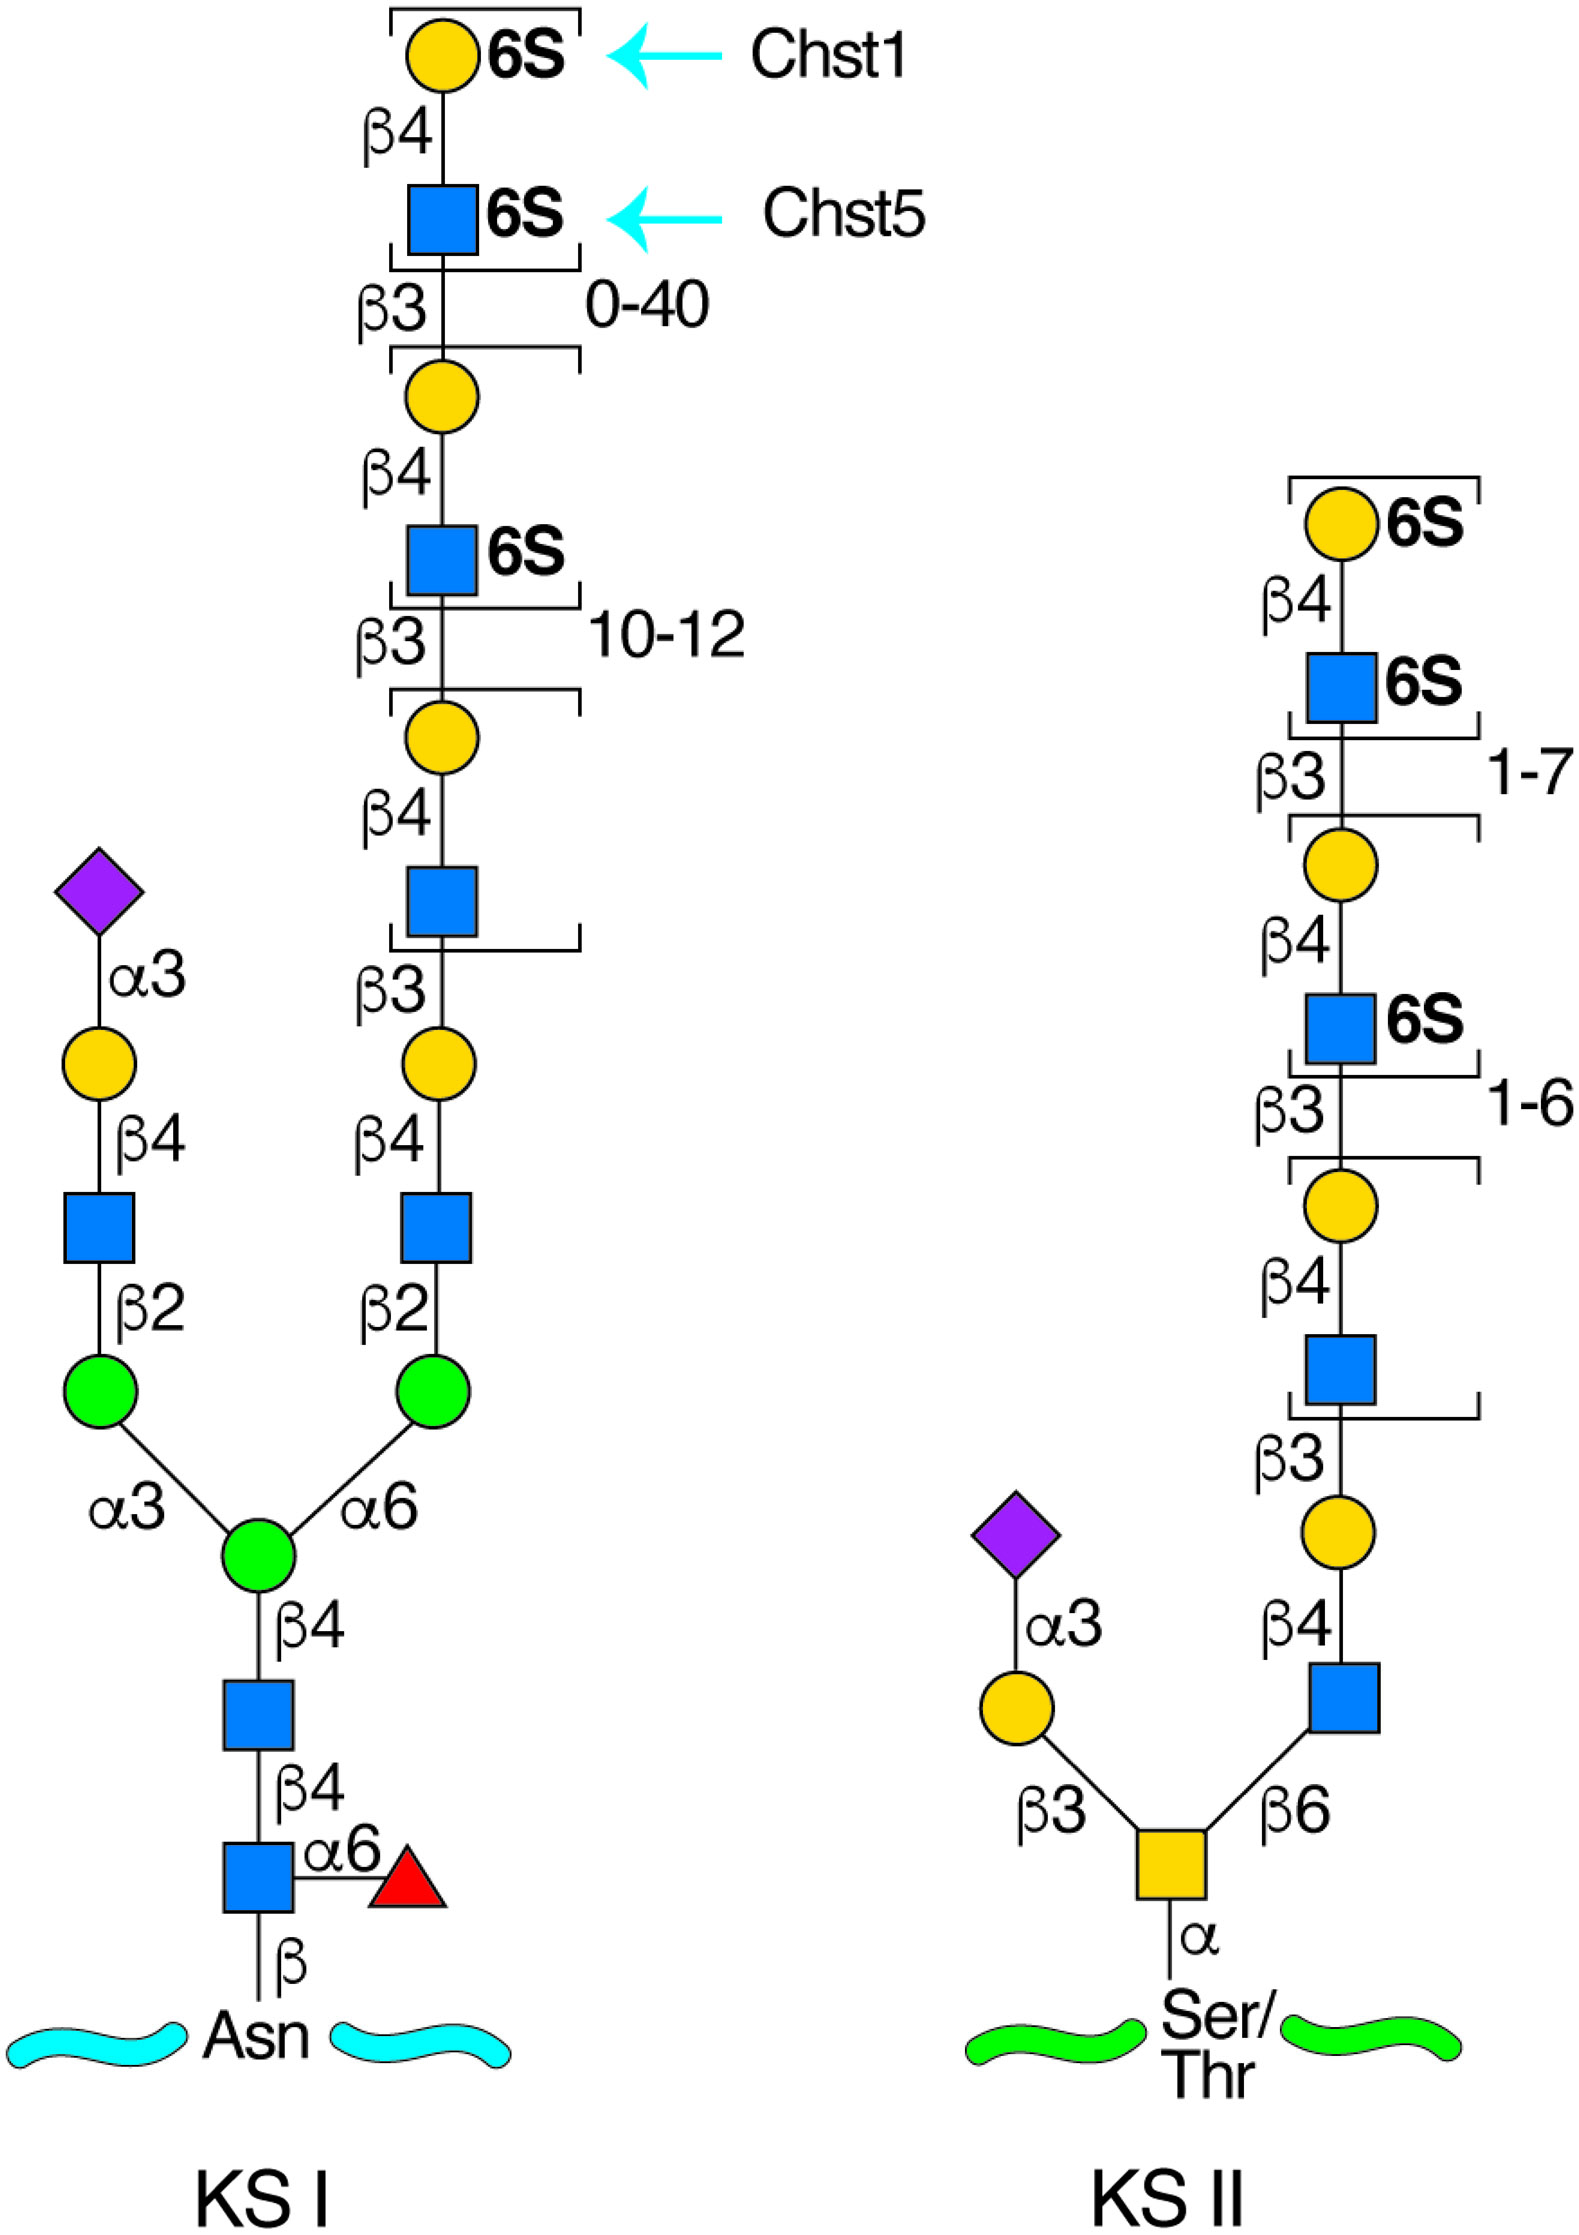 6S Chst1
β4
6S Chst5
β3 0-40
β4
6S
β3 10-12
β4
β3
α3
β4 β4
β2 β2
α3 α6
β4
β4
α6
β
Asn
KS I
6S
β4
6S
β3 1-7
β4
6S
β3 1-6
β4
β3
α3 β4
β3 β6
α
Ser/
Thr
KS II